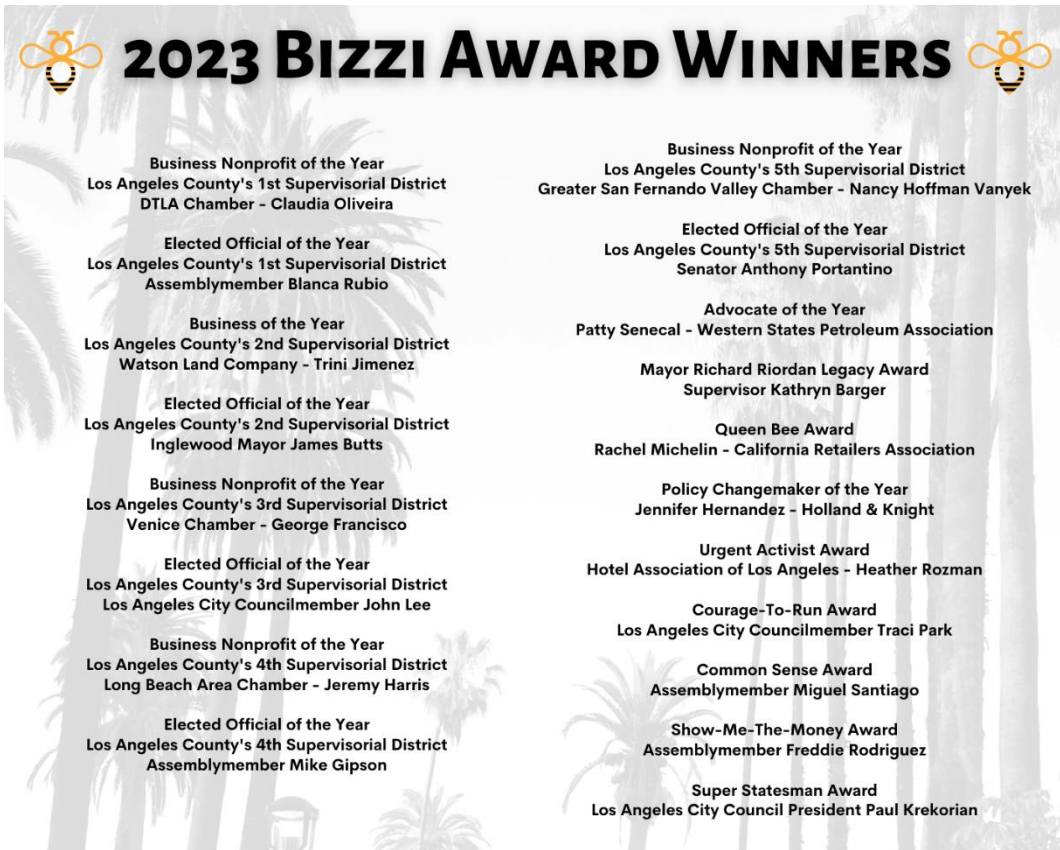 2023 Bizzi Award Winners
Business Nonprofit of the Year
Los Angeles County's 1st Supervisorial District
DTLA Chamber - Claudia Oliveira
Elected Official of the Year
Los Angeles County's 1st Supervisorial District
Assemblymember Blanca Rubio
Business of the Year
Los Angeles County's 2nd Supervisorial District
Watson Land Company - Trini Jimenez
Elected Official of the Year
Los Angeles County's 2nd Supervisorial District
Inglewood Mayor James Butts
Business Nonprofit of the Year
Los Angeles County's 3rd Supervisorial District
Venice Chamber - George Francisco
Elected Official of the Year
Los Angeles County's 3rd Supervisorial District
Los Angeles City Councilmember John Lee
Business Nonprofit of the Year
Los Angeles County's 4th Supervisorial District
Long Beach Area Chamber - Jeremy Harris
Elected Official of the Year
Los Angeles County's 4th Supervisorial District
Assemblymember Mike Gipson
Business Nonprofit of the Year
Los Angeles County's 5th Supervisorial District
Greater San Fernando Valley Chamber - Nancy Hoffman Vanyek
Elected Official of the Year
Los Angeles County's 5th Supervisorial District
Senator Anthony Portantino
Advocate of the Year
Patty Senecal - Western States Petroleum Association
Mayor Richard Riordan Legacy Award
Supervisor Kathryn Barger
Queen Bee Award
Rachel Michelin - California Retailers Association
Policy Changemaker of the Year
Jennifer Hernandez - Holland & Knight
Urgent Activist Award
Hotel Association of Los Angeles - Heather Rozman
Courage-To-Run Award
Los Angeles City Councilmember Traci Park
Common Sense Award
Assemblymember Miguel Santiago
Show-Me-The-Money Award
Assemblymember Freddie Rodriguez
Super Statesman Award
Los Angeles City Council President Paul Krekorian